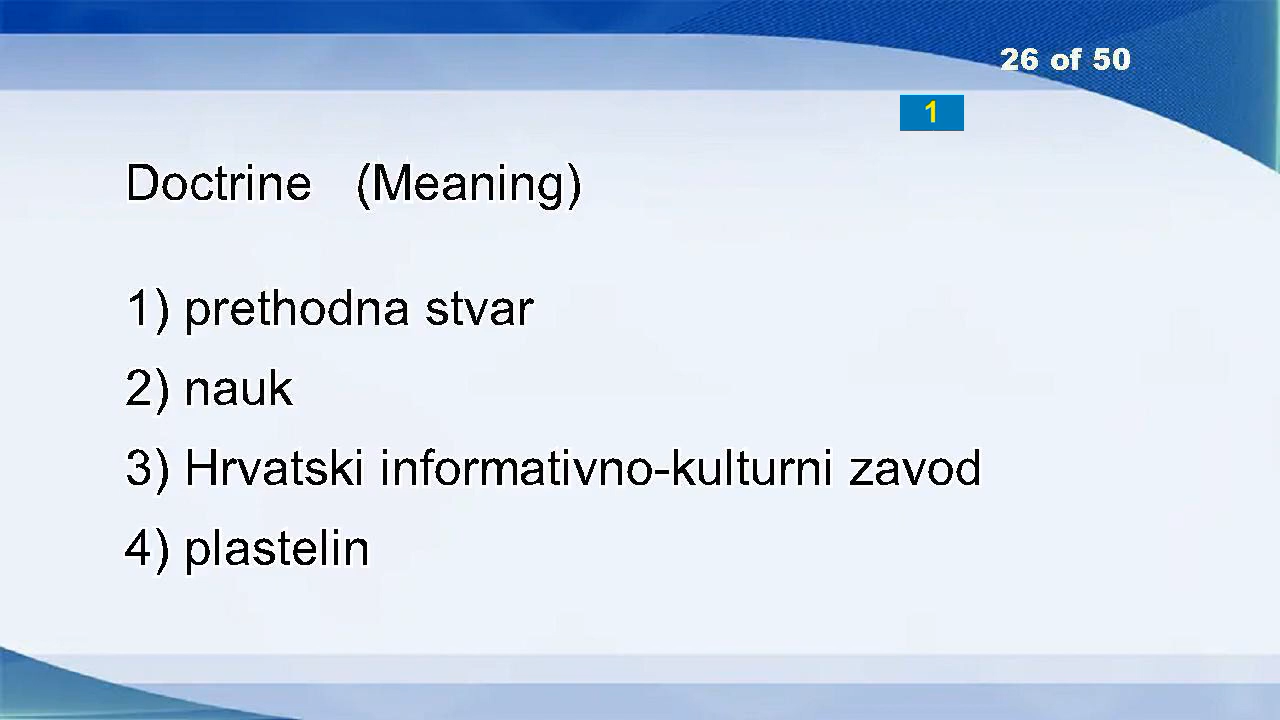 26 of 50
1
Doctrine (Meaning)
1) prethodna stvar
2) nauk
3) Hrvatski informativno-kulturni zavod
4) plastelin